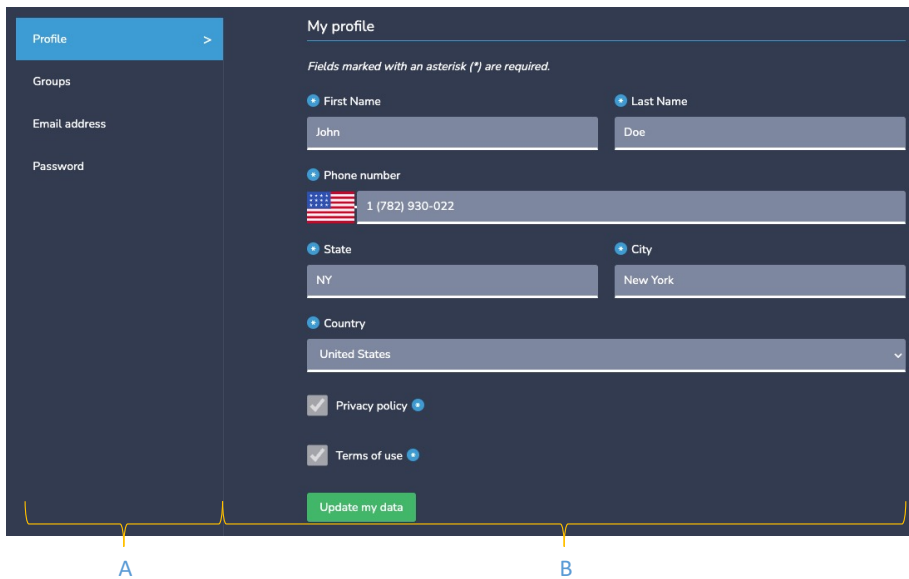 Profile >
Groups
Email address
Password
My profile
Fields marked with an asterisk (*) are required.
First Name
Last Name
John
Doe
Phone number
1 (782) 930-022
State
City
NY
New York
Country
United States
Privacy policy
Terms of use
Update my data
A
B